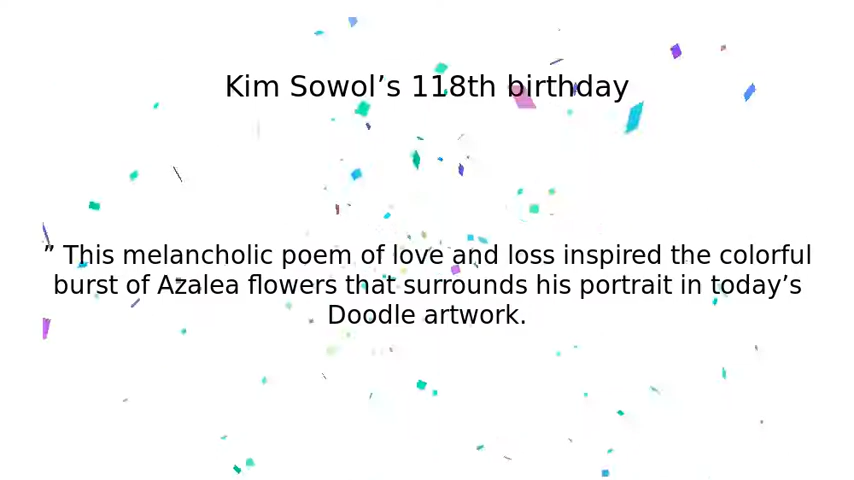 Kim Sowol’s 118th birthday
” This melancholic poem of love and loss inspired the colorful
burst of Azalea flowers that surrounds his portrait in today’s
Doodle artwork.